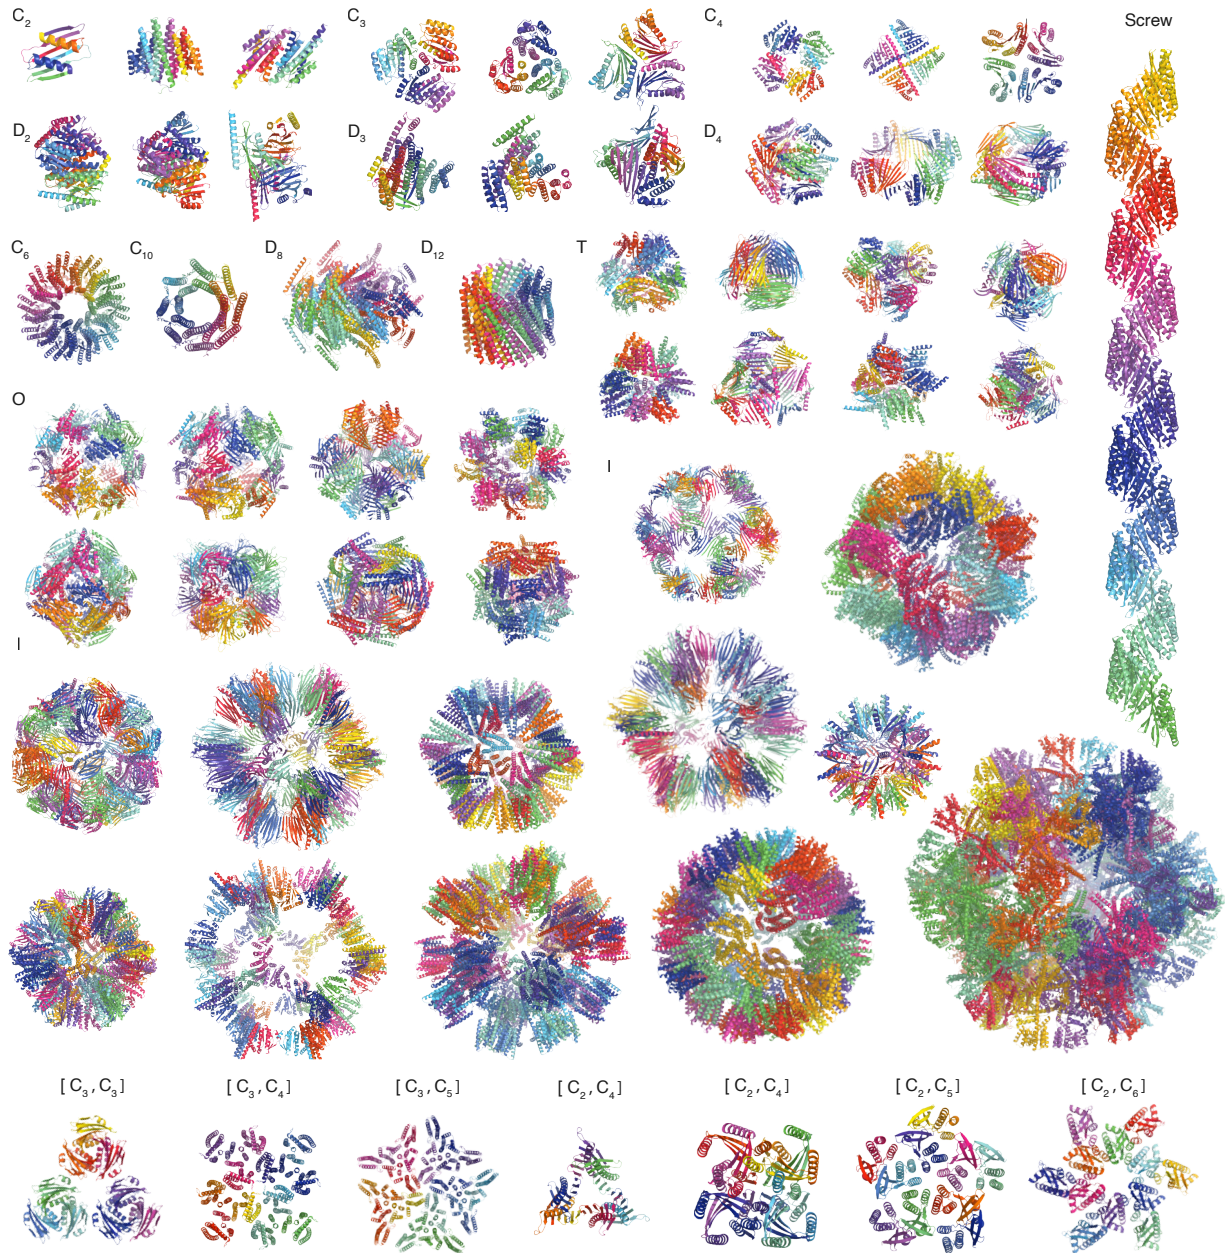 C2
C3
C4
Screw
D2
D3
D4
C6
C10
D8
D12
T
O
I
I
[ C3 , C3 ]
[ C3 , C4 ]
[ C3 , C5 ]
[ C2 , C4 ]
[ C2 , C4 ]
[ C2 , C5 ]
[ C2 , C6 ]